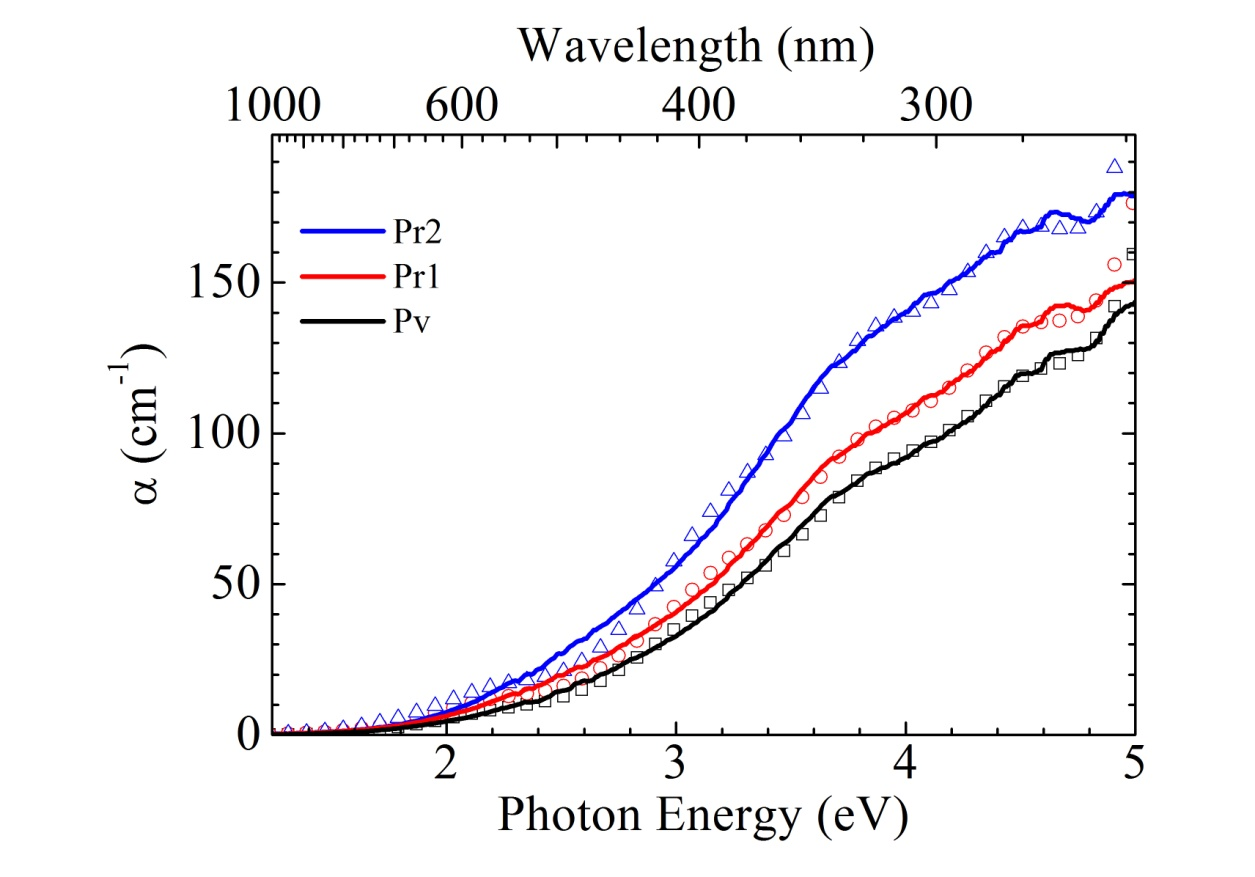 Wavelength (nm)
1000 600 400 300
Pr2
Pr1
Pv
150
100
50
0
α (cm⁻¹)
2 3 4 5
Photon Energy (eV)